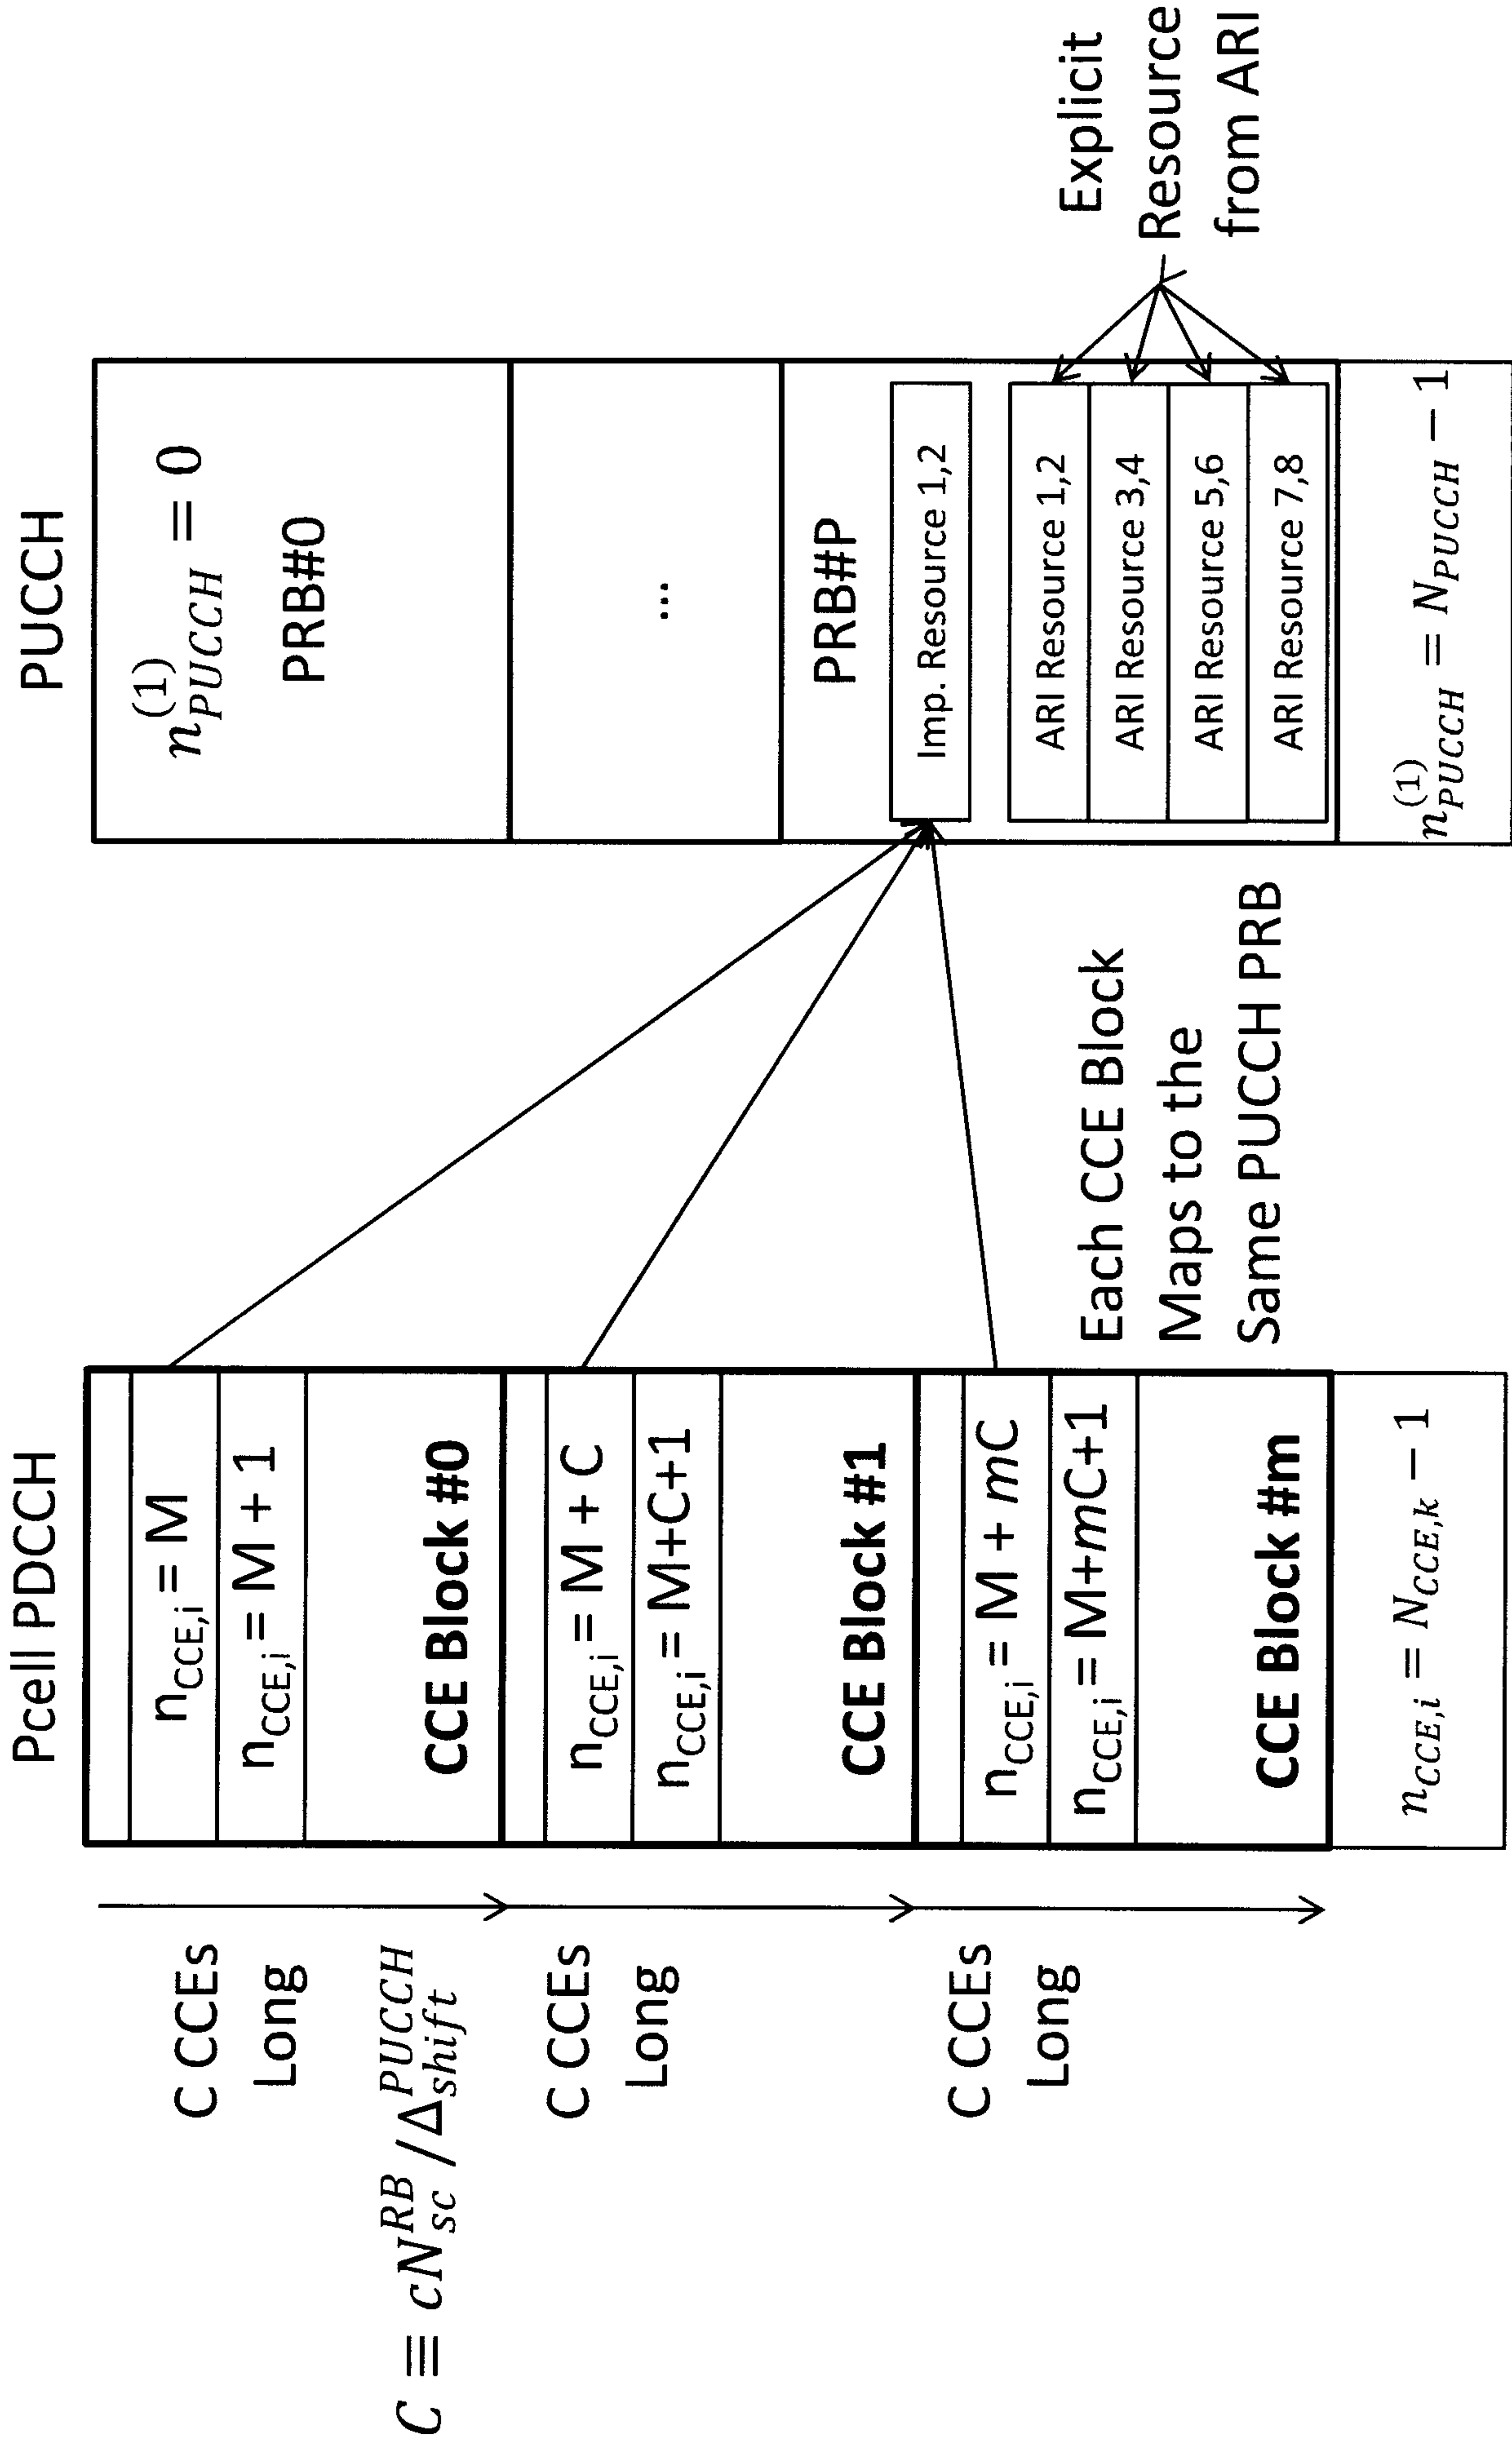 Pcell PDCCH
C CCEs
Long
C ≡ cN_{sc}^{RB} / Δ_{shift}^{PUCCH}
C CCEs
Long
C CCEs
Long
n_{CCE,i} = M
n_{CCE,i} = M + 1
CCE Block #0
n_{CCE,i} = M + C
n_{CCE,i} = M+C+1
CCE Block #1
n_{CCE,i} = M + mC
n_{CCE,i} = M+mC+1
CCE Block #m
n_{CCE,i} = N_{CCE,k} − 1
Each CCE Block
Maps to the
Same PUCCH PRB
PUCCH
n_{PUCCH}^{(1)} = 0
PRB#0
...
PRB#P
Imp. Resource 1,2
ARI Resource 1,2
ARI Resource 3,4
ARI Resource 5,6
ARI Resource 7,8
n_{PUCCH}^{(1)} = N_{PUCCH} − 1
Explicit
Resource
from ARI